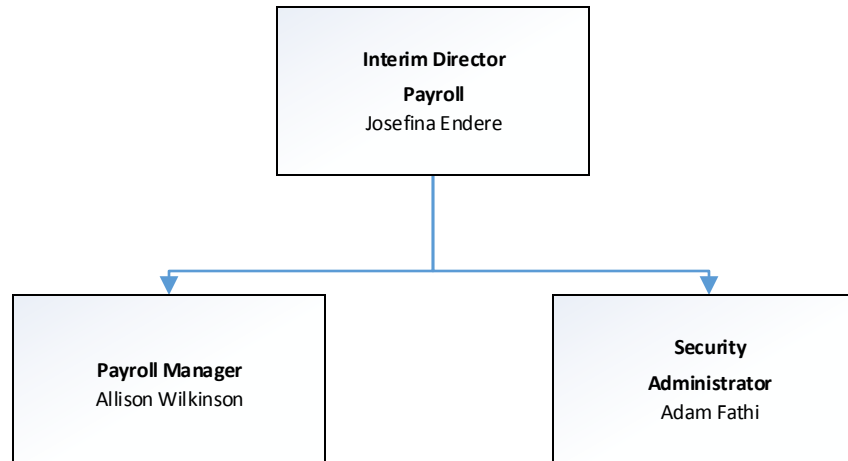 Interim Director
Payroll
Josefina Endere
Payroll Manager
Allison Wilkinson
Security
Administrator
Adam Fathi